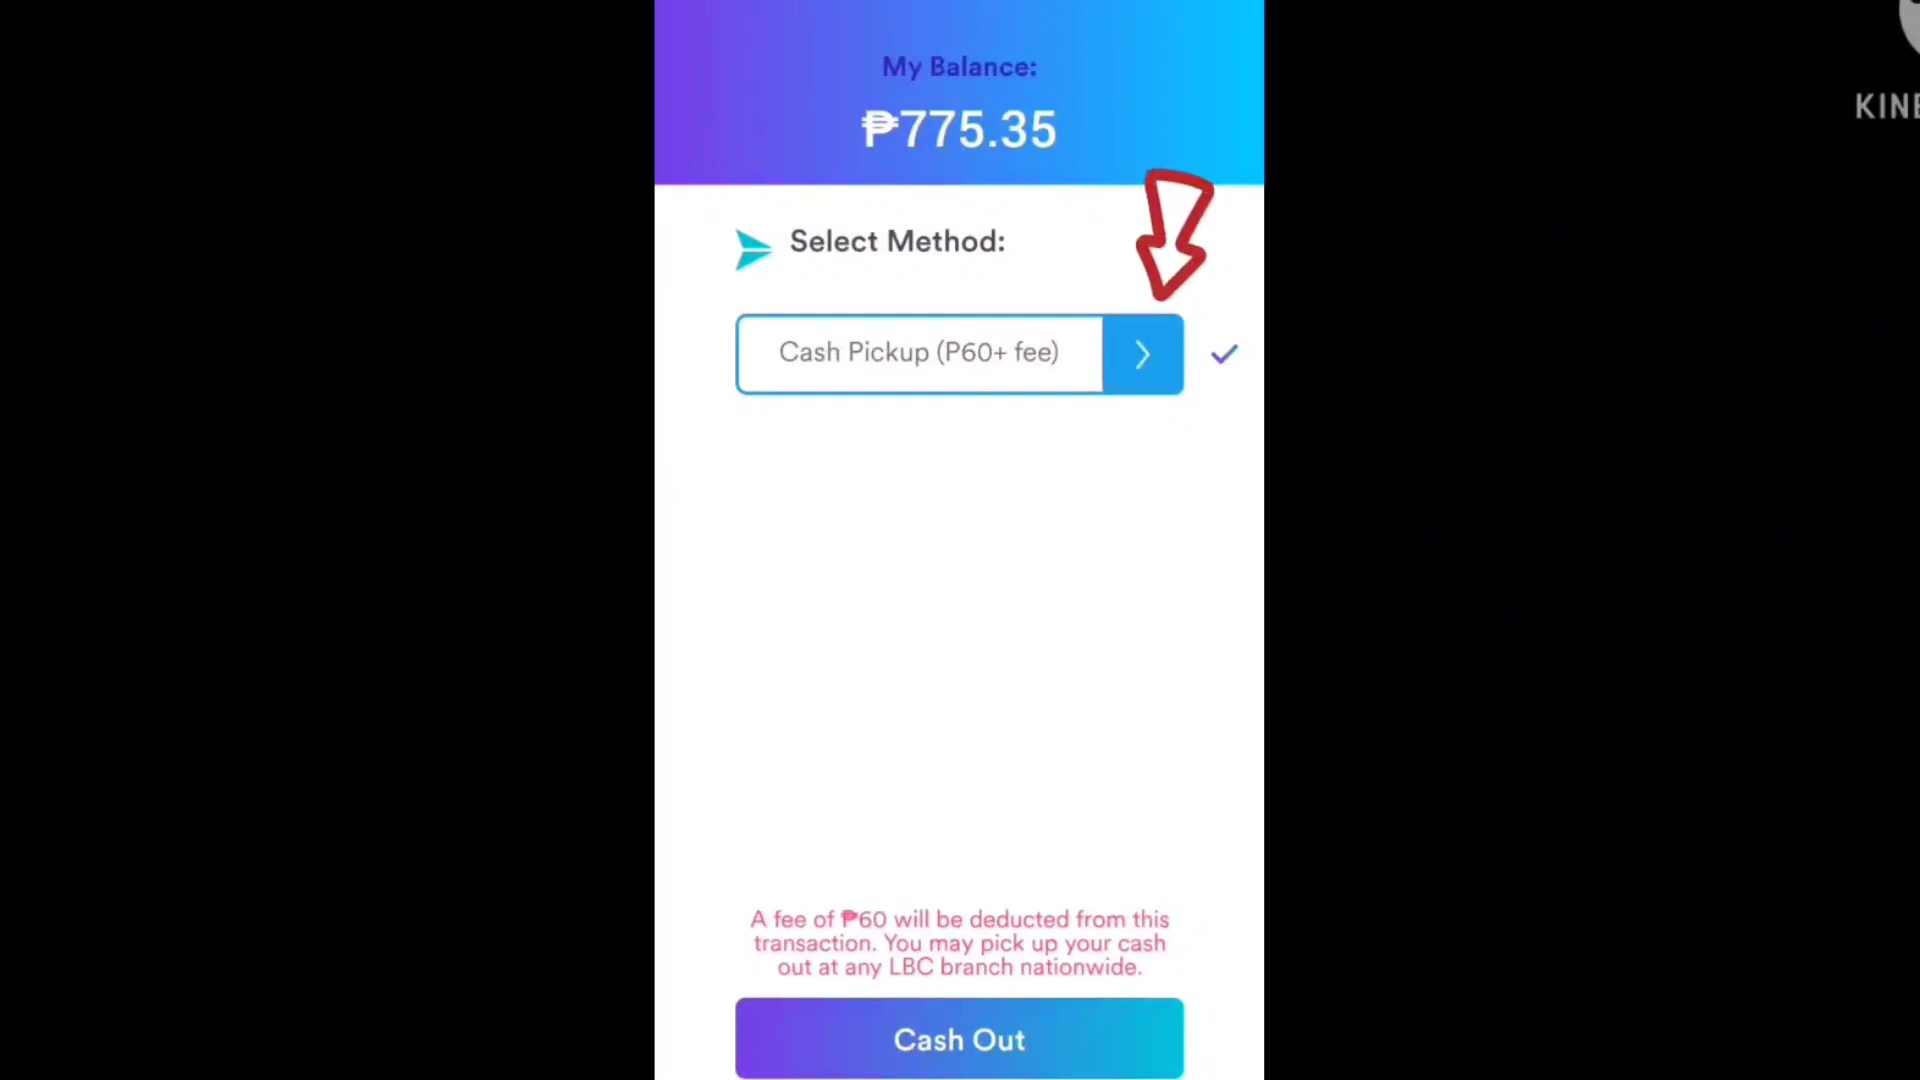 My Balance:
₱775.35
KINE
Select Method:
Cash Pickup (P60+ fee)
A fee of ₱60 will be deducted from this
transaction. You may pick up your cash
out at any LBC branch nationwide.
Cash Out